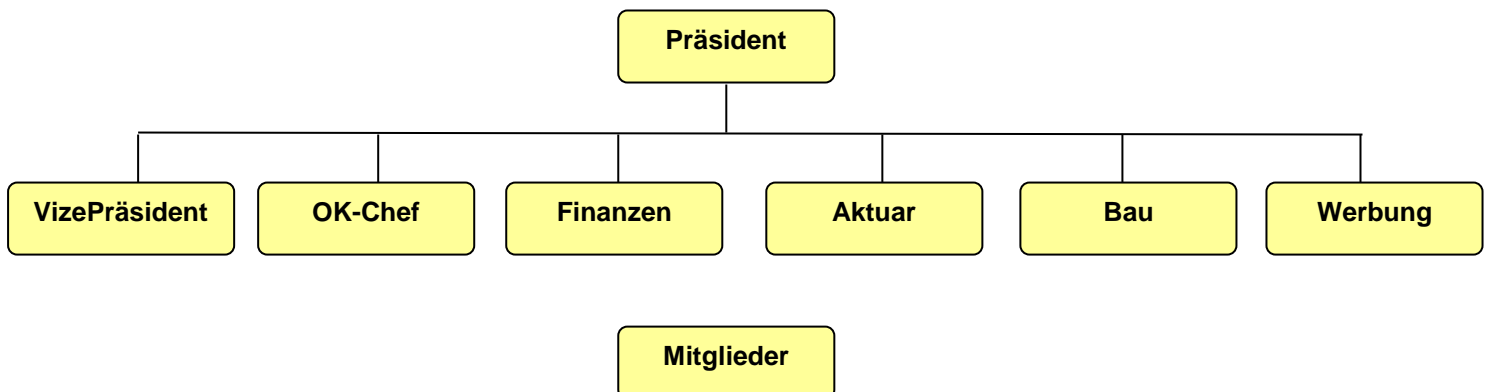 Präsident
VizePräsident
OK-Chef
Finanzen
Aktuar
Bau
Werbung
Mitglieder